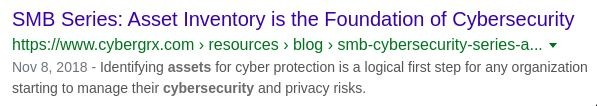 SMB Series: Asset Inventory is the Foundation of Cybersecurity
https://www.cybergrx.com › resources › blog › smb-cybersecurity-series-a...
Nov 8, 2018 - Identifying assets for cyber protection is a logical first step for any organization
starting to manage their cybersecurity and privacy risks.